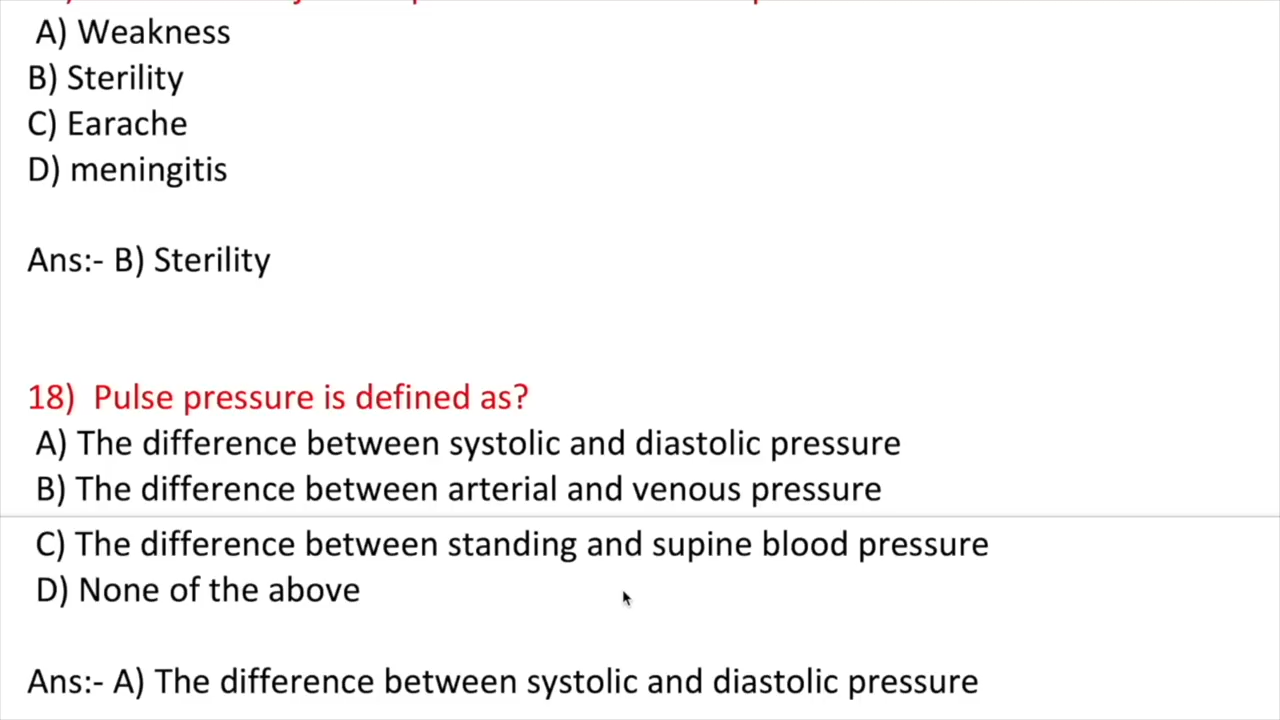 A) Weakness
B) Sterility
C) Earache
D) meningitis
Ans:- B) Sterility
18) Pulse pressure is defined as?
A) The difference between systolic and diastolic pressure
B) The difference between arterial and venous pressure
C) The difference between standing and supine blood pressure
D) None of the above
Ans:- A) The difference between systolic and diastolic pressure